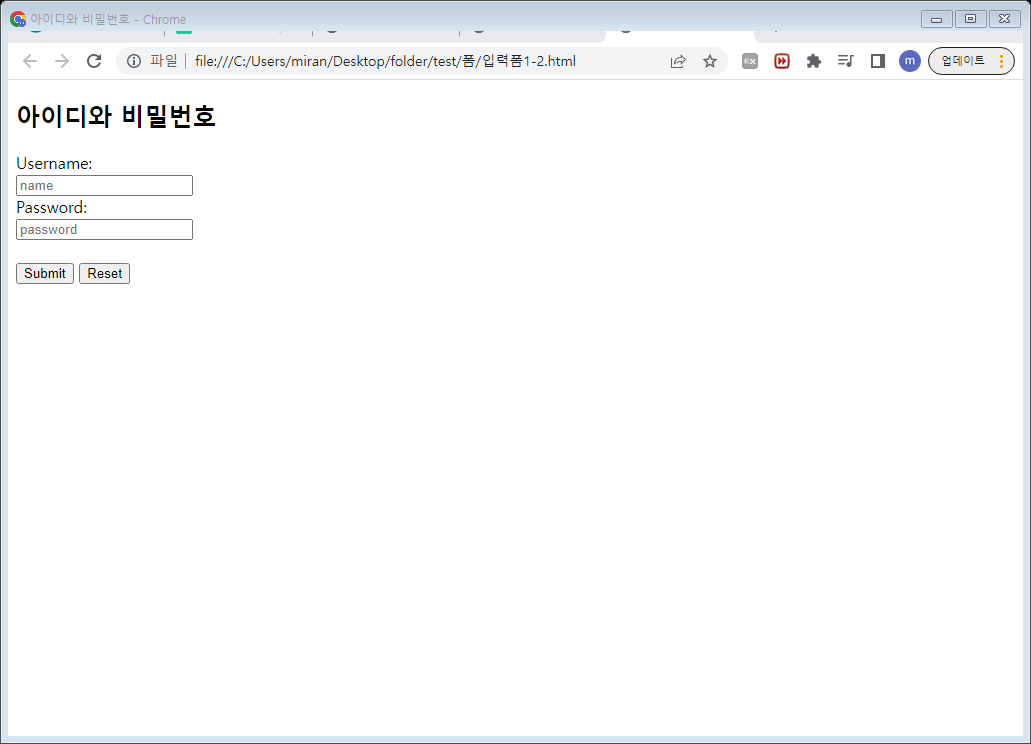 아이디와 비밀번호 - Chrome
파일 file:///C:/Users/miran/Desktop/folder/test/폼/입력폼1-2.html EX m 업데이트
아이디와 비밀번호
Username:
name
Password:
password
Submit Reset